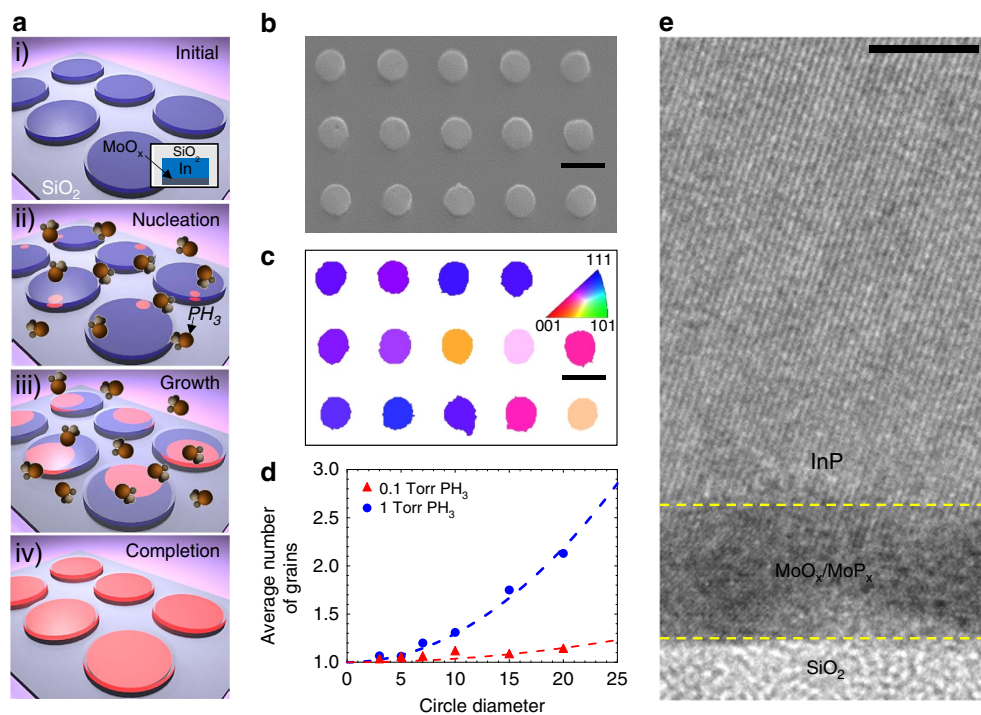 a
i)
Initial
MoOₓ
SiO₂
In
SiO₂
ii)
Nucleation
PH₃
iii)
Growth
iv)
Completion
b
c
111
001
101
d
3.0
2.5
2.0
1.5
1.0
Average number
of grains
0.1 Torr PH₃
1 Torr PH₃
0
5
10
15
20
25
Circle diameter
e
InP
MoOₓ/MoPₓ
SiO₂